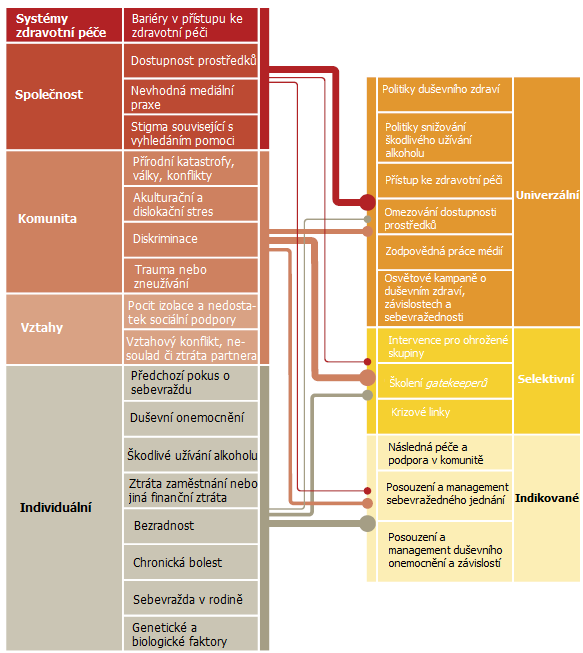 Systémy
zdravotní péče
Bariéry v přístupu ke
zdravotní péči
Společnost
Dostupnost prostředků
Nevhodná mediální
praxe
Stigma související s
vyhledáním pomoci
Komunita
Přírodní katastrofy,
války, konflikty
Akulturační a
dislokační stres
Diskriminace
Trauma nebo
zneužívání
Vztahy
Pocit izolace a nedosta-
tek sociální podpory
Vztahový konflikt, ne-
soulad či ztráta partnera
Individuální
Předchozí pokus o
sebevraždu
Duševní onemocnění
Škodlivé užívání alkoholu
Ztráta zaměstnání nebo
jiná finanční ztráta
Bezradnost
Chronická bolest
Sebevražda v rodině
Genetické a
biologické faktory
Politiky duševního zdraví
Politiky snižování
škodlivého užívání
alkoholu
Přístup ke zdravotní péči
Omezování dostupnosti
prostředků
Zodpovědná práce médií
Osvětové kampaně o
duševním zdraví,
závislostech a
sebevražednosti
Univerzální
Intervence pro ohrožené
skupiny
Školení gatekeeperů
Krizové linky
Selektivní
Následná péče a
podpora v komunitě
Posouzení a management
sebevražedného jednání
Posouzení a
management duševního
onemocnění a závislostí
Indikované